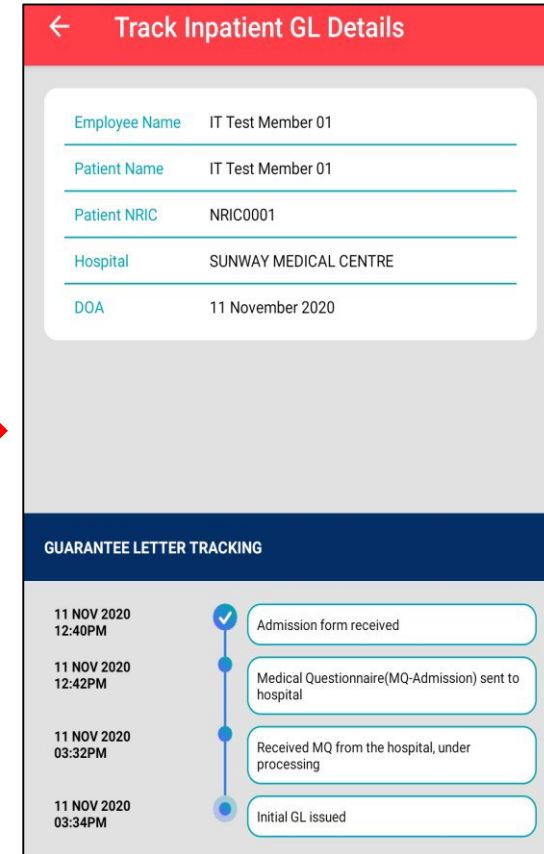 Track Inpatient GL Details
Employee Name IT Test Member 01
Patient Name IT Test Member 01
Patient NRIC NRIC0001
Hospital SUNWAY MEDICAL CENTRE
DOA 11 November 2020
GUARANTEE LETTER TRACKING
11 NOV 2020
12:40PM
Admission form received
11 NOV 2020
12:42PM
Medical Questionnaire(MQ-Admission) sent to
hospital
11 NOV 2020
03:32PM
Received MQ from the hospital, under
processing
11 NOV 2020
03:34PM
Initial GL issued